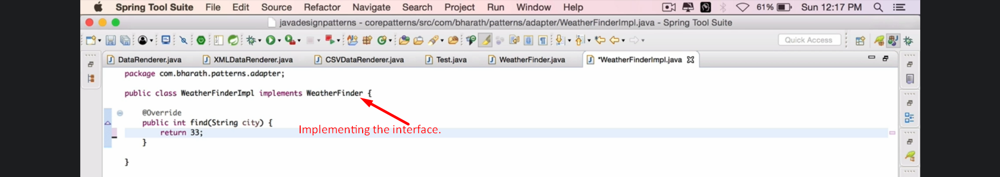 Spring Tool Suite File Edit Source Refactor Navigate Search Project Run Window Help 61% Sun 12:17 PM
javadesignpatterns - corepatterns/src/com/bharath/patterns/adapter/WeatherFinderImpl.java - Spring Tool Suite
Quick Access
DataRenderer.java XMLDataRenderer.java CSVDataRenderer.java Test.java WeatherFinder.java *WeatherFinderImpl.java
package com.bharath.patterns.adapter;
public class WeatherFinderImpl implements WeatherFinder {
@Override
public int find(String city) {
Implementing the interface.
return 33;
}
}